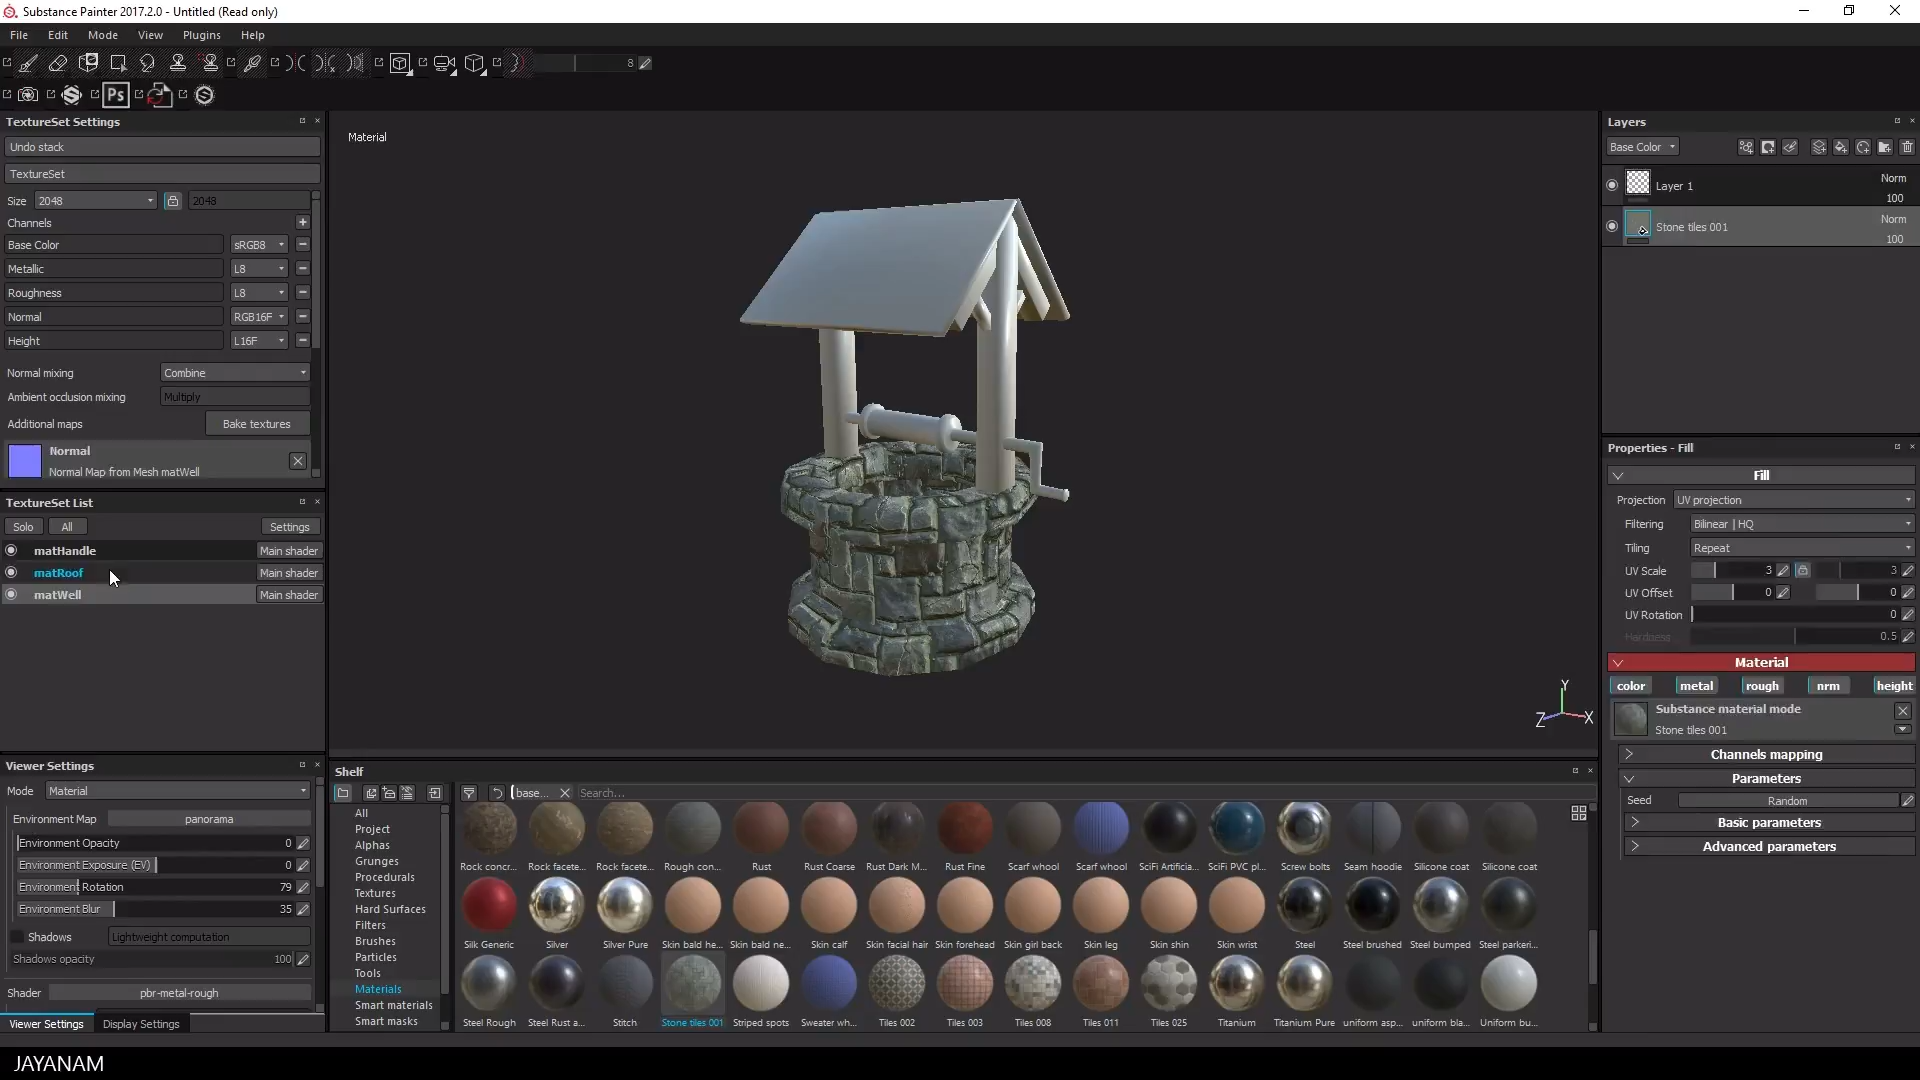 Substance Painter 2017.2.0 - Untitled (Read only)
File Edit Mode View Plugins Help
8
Ps
TextureSet Settings
Undo stack
TextureSet
Size 2048 2048
Channels
Base Color sRGB8
Metallic L8
Roughness L8
Normal RGB16F
Height L16F
Normal mixing Combine
Ambient occlusion mixing Multiply
Additional maps Bake textures
Normal
Normal Map from Mesh matWell
TextureSet List
Solo All Settings
matHandle Main shader
matRoof Main shader
matWell Main shader
Viewer Settings
Mode Material
Environment Map panorama
Environment Opacity 0
Environment Exposure (EV) 0
Environment Rotation 79
Environment Blur 35
Shadows Lightweight computation
Shadows opacity 100
Shader pbr-metal-rough
Viewer Settings Display Settings
Material
Y
Z X
Shelf
base... Search...
All
Project
Alphas
Grunges
Procedurals
Textures
Hard Surfaces
Filters
Brushes
Particles
Tools
Materials
Smart materials
Smart masks
Rock concr... Rock facete... Rock facete... Rough con... Rust Rust Coarse Rust Dark M... Rust Fine Scarf whool Scarf whool SciFi Artificia... SciFi PVC pl... Screw bolts Seam hoodie Silicone coat Silicone coat
Silk Generic Silver Silver Pure Skin bald he... Skin bald ne... Skin calf Skin facial hair Skin forehead Skin girl back Skin leg Skin shin Skin wrist Steel Steel brushed Steel bumped Steel parkeri...
Steel Rough Steel Rust a... Stitch Stone tiles 001 Striped spots Sweater wh... Tiles 002 Tiles 003 Tiles 008 Tiles 011 Tiles 025 Titanium Titanium Pure uniform asp... uniform bla... Uniform bu...
Layers
Base Color
Layer 1 Norm
100
Stone tiles 001 Norm
100
Properties - Fill
Fill
Projection UV projection
Filtering Bilinear | HQ
Tiling Repeat
UV Scale 3 3
UV Offset 0 0
UV Rotation 0
Hardness 0.5
Material
color metal rough nrm height
Substance material mode
Stone tiles 001
Channels mapping
Parameters
Seed Random
Basic parameters
Advanced parameters
JAYANAM